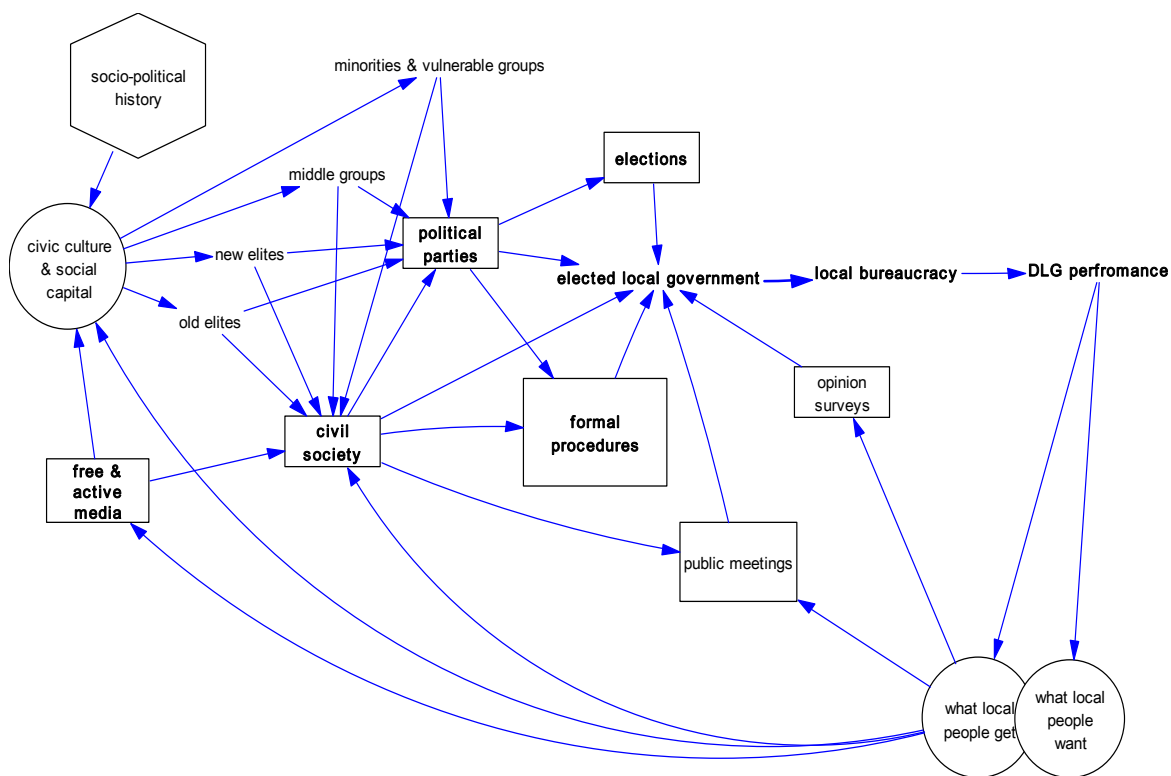 socio-political
history
minorities & vulnerable groups
elections
middle groups
political
parties
civic culture
& social
capital
new elites
elected local government
local bureaucracy
DLG perfromance
old elites
opinion
surveys
formal
procedures
civil
society
free &
active
media
public meetings
what local
people get
what local
people
want